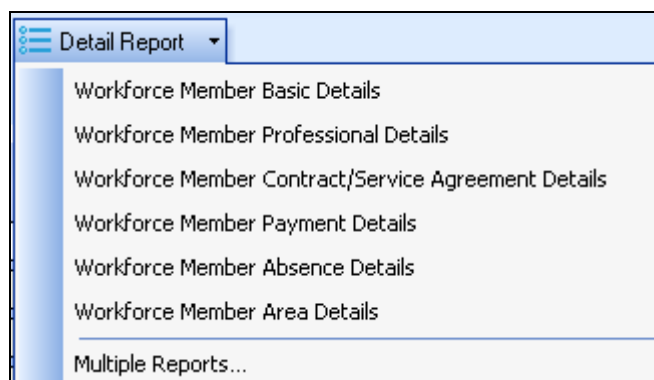 Detail Report
Workforce Member Basic Details
Workforce Member Professional Details
Workforce Member Contract/Service Agreement Details
Workforce Member Payment Details
Workforce Member Absence Details
Workforce Member Area Details
Multiple Reports...